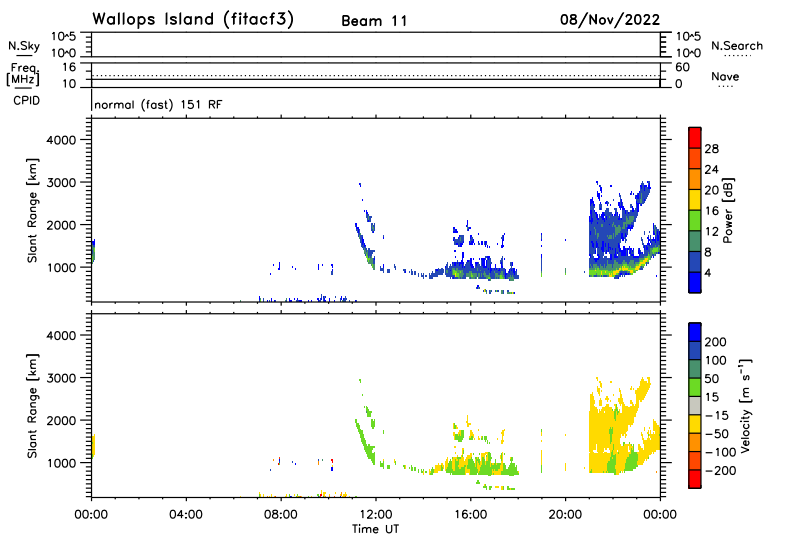 Wallops Island (fitacf3) Beam 11 08/Nov/2022
N.Sky 10^5 10^5 N.Search
10^0 10^0
Freq. 16 60 Nave
[MHz] 10 0
CPID normal (fast) 151 RF
Slant Range [km]
4000
3000
2000
1000
28
24
20
16
12
8
4
Power [dB]
Slant Range [km]
4000
3000
2000
1000
200
100
50
15
-15
-50
-100
-200
Velocity [m s⁻¹]
00:00 04:00 08:00 12:00 16:00 20:00 00:00
Time UT